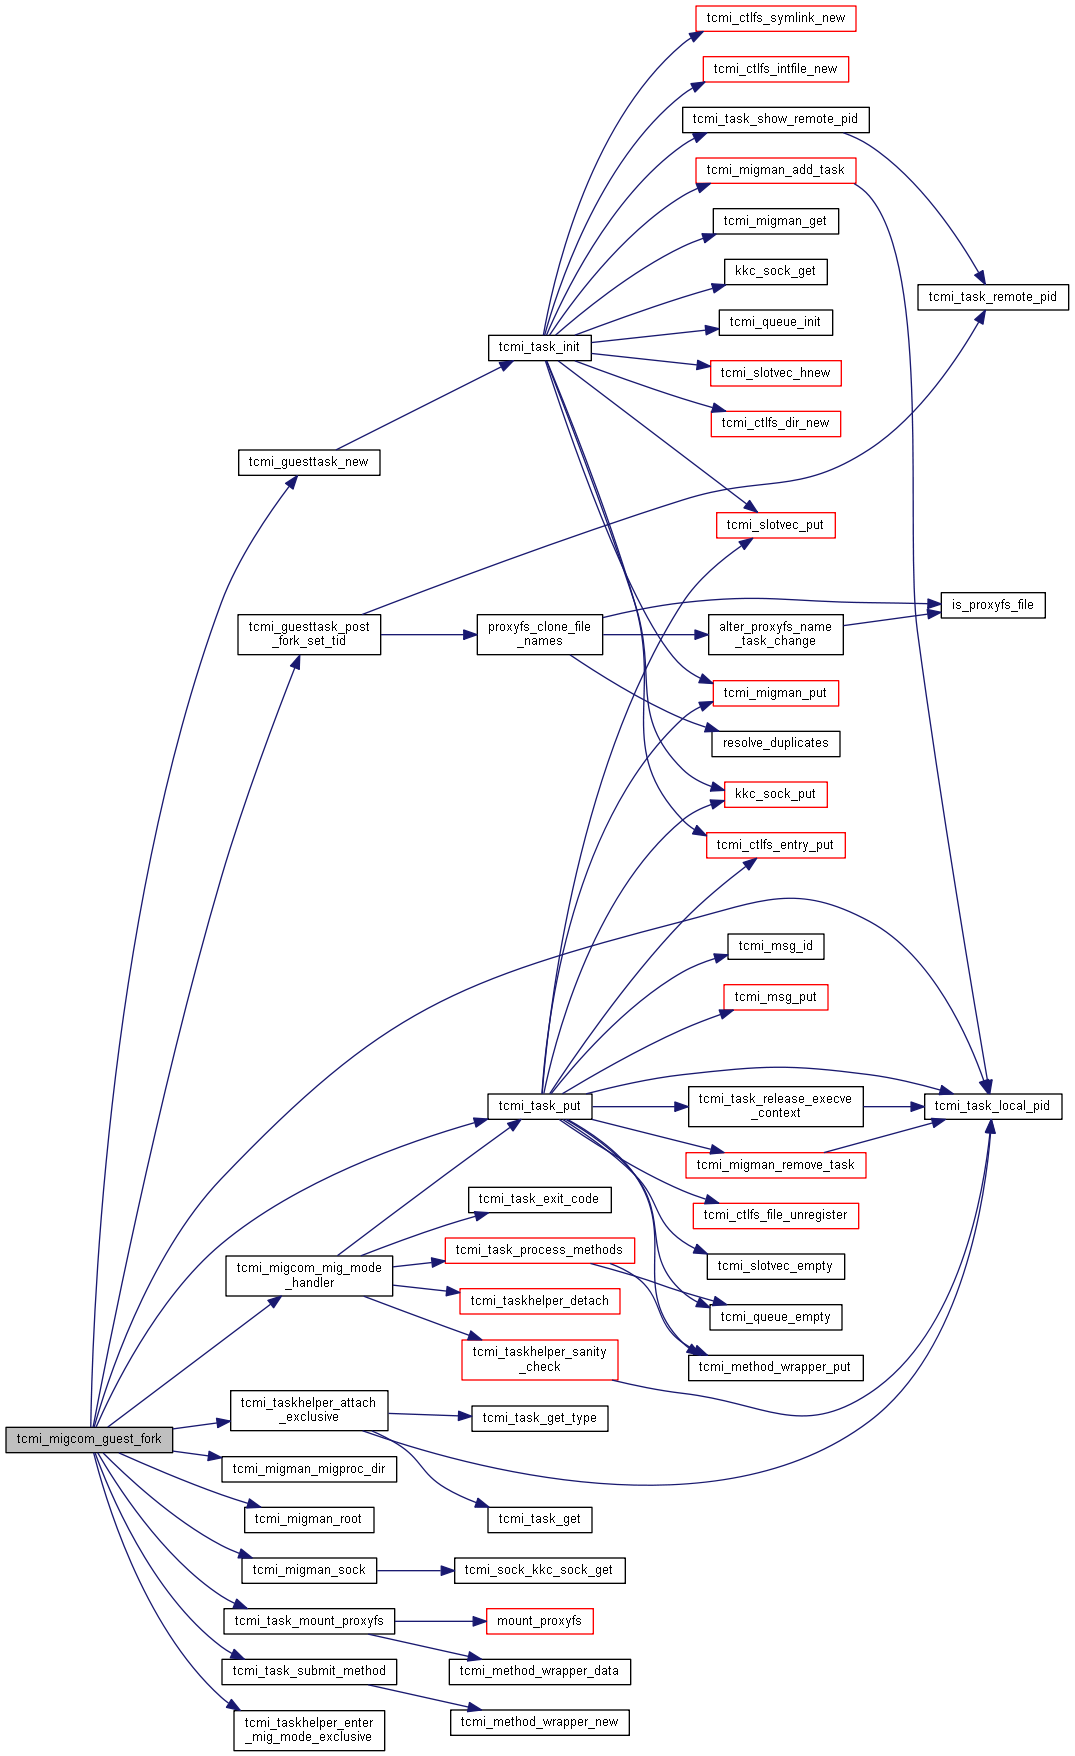 tcmi_ctlfs_symlink_new
tcmi_ctlfs_intfile_new
tcmi_task_show_remote_pid
tcmi_migman_add_task
tcmi_migman_get
kkc_sock_get
tcmi_task_remote_pid
tcmi_queue_init
tcmi_task_init
tcmi_slotvec_hnew
tcmi_ctlfs_dir_new
tcmi_guesttask_new
tcmi_slotvec_put
is_proxyfs_file
tcmi_guesttask_post
_fork_set_tid
proxyfs_clone_file
_names
alter_proxyfs_name
_task_change
tcmi_migman_put
resolve_duplicates
kkc_sock_put
tcmi_ctlfs_entry_put
tcmi_msg_id
tcmi_msg_put
tcmi_task_put
tcmi_task_release_execve
_context
tcmi_task_local_pid
tcmi_migman_remove_task
tcmi_task_exit_code
tcmi_ctlfs_file_unregister
tcmi_task_process_methods
tcmi_slotvec_empty
tcmi_migcom_mig_mode
_handler
tcmi_taskhelper_detach
tcmi_queue_empty
tcmi_taskhelper_sanity
_check
tcmi_method_wrapper_put
tcmi_taskhelper_attach
_exclusive
tcmi_task_get_type
tcmi_migcom_guest_fork
tcmi_migman_migproc_dir
tcmi_migman_root
tcmi_task_get
tcmi_migman_sock
tcmi_sock_kkc_sock_get
tcmi_task_mount_proxyfs
mount_proxyfs
tcmi_task_submit_method
tcmi_method_wrapper_data
tcmi_taskhelper_enter
_mig_mode_exclusive
tcmi_method_wrapper_new